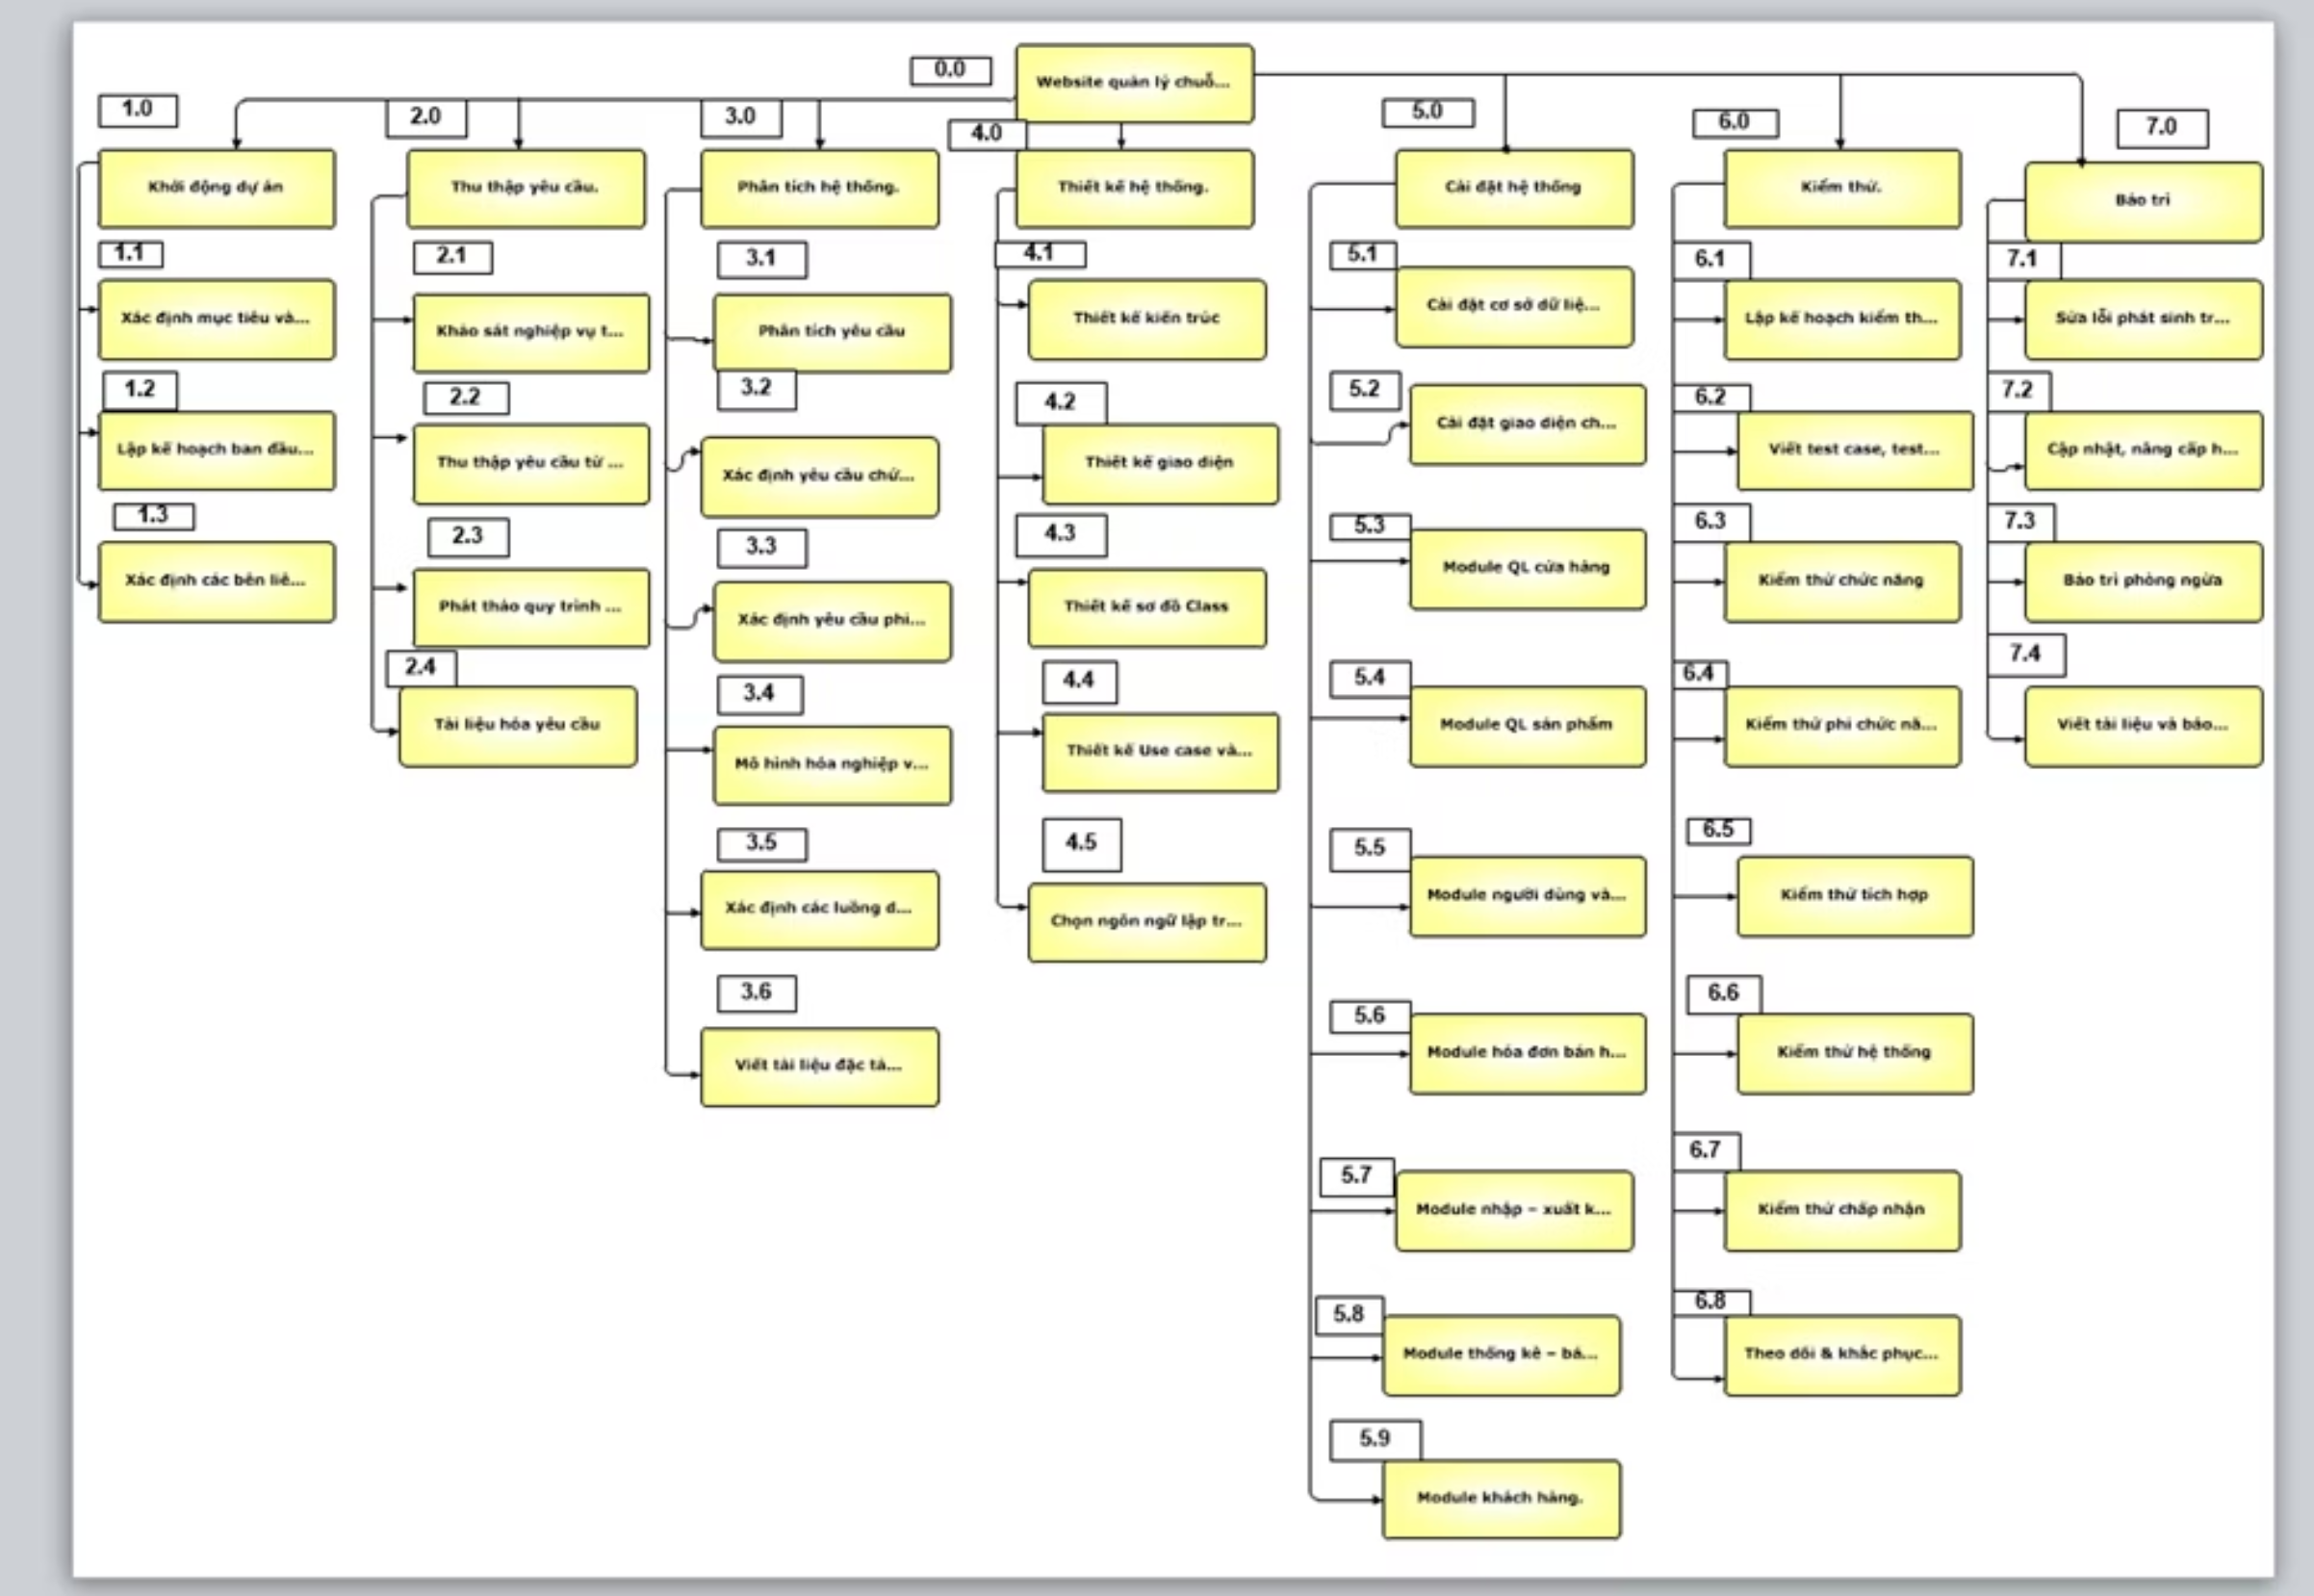 0.0
Website quản lý chuỗ...
1.0
Khởi động dự án
1.1
Xác định mục tiêu và...
1.2
Lập kế hoạch ban đầu...
1.3
Xác định các bên liê...
2.0
Thu thập yêu cầu.
2.1
Khảo sát nghiệp vụ t...
2.2
Thu thập yêu cầu từ ...
2.3
Phát thảo quy trình ...
2.4
Tài liệu hóa yêu cầu
3.0
Phân tích hệ thống.
3.1
Phân tích yêu cầu
3.2
Xác định yêu cầu chứ...
3.3
Xác định yêu cầu phi...
3.4
Mô hình hóa nghiệp v...
3.5
Xác định các luồng d...
3.6
Viết tài liệu đặc tả...
4.0
Thiết kế hệ thống.
4.1
Thiết kế kiến trúc
4.2
Thiết kế giao diện
4.3
Thiết kế sơ đồ Class
4.4
Thiết kế Use case và...
4.5
Chọn ngôn ngữ lập tr...
5.0
Cài đặt hệ thống
5.1
Cài đặt cơ sở dữ liệ...
5.2
Cài đặt giao diện ch...
5.3
Module QL cửa hàng
5.4
Module QL sản phẩm
5.5
Module người dùng và...
5.6
Module hóa đơn bán h...
5.7
Module nhập – xuất k...
5.8
Module thống kê – bá...
5.9
Module khách hàng.
6.0
Kiểm thử.
6.1
Lập kế hoạch kiểm th...
6.2
Viết test case, test...
6.3
Kiểm thử chức năng
6.4
Kiểm thử phi chức nă...
6.5
Kiểm thử tích hợp
6.6
Kiểm thử hệ thống
6.7
Kiểm thử chấp nhận
6.8
Theo dõi & khắc phục...
7.0
Bảo trì
7.1
Sửa lỗi phát sinh tr...
7.2
Cập nhật, nâng cấp h...
7.3
Bảo trì phòng ngừa
7.4
Viết tài liệu và báo...